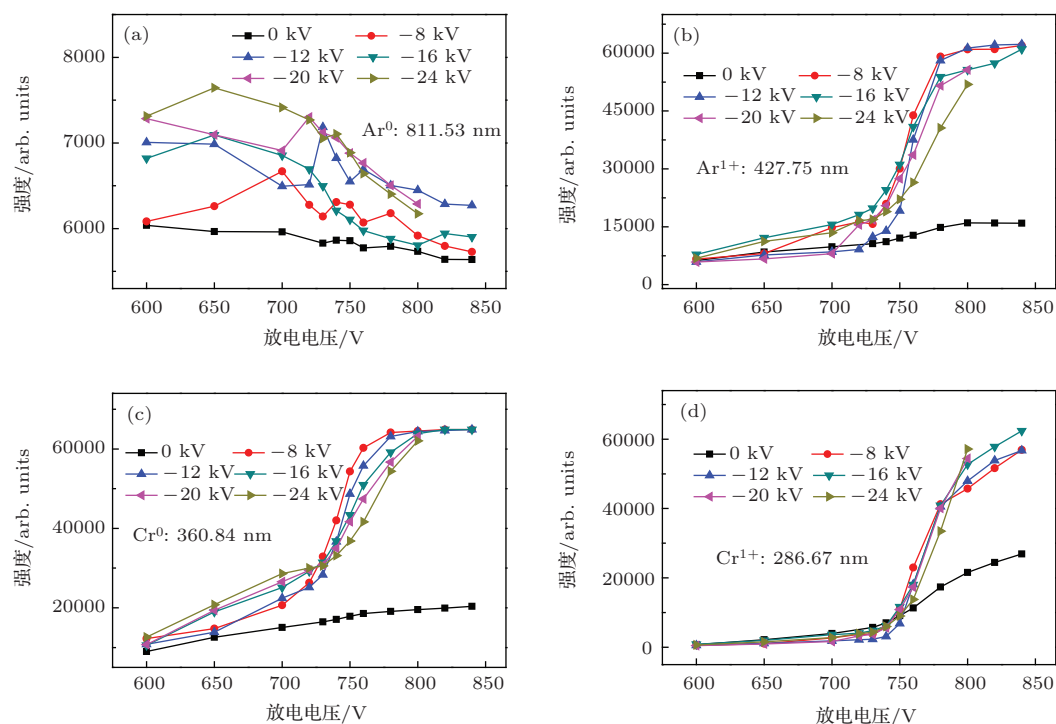 (a)
0 kV
−8 kV
−12 kV
−16 kV
−20 kV
−24 kV
Ar⁰: 811.53 nm
8000
7000
6000
强度/arb. units
600 650 700 750 800 850
放电电压/V
(b)
0 kV
−8 kV
−12 kV
−16 kV
−20 kV
−24 kV
Ar¹⁺: 427.75 nm
60000
45000
30000
15000
0
强度/arb. units
600 650 700 750 800 850
放电电压/V
(c)
0 kV
−8 kV
−12 kV
−16 kV
−20 kV
−24 kV
Cr⁰: 360.84 nm
60000
40000
20000
强度/arb. units
600 650 700 750 800 850
放电电压/V
(d)
0 kV
−8 kV
−12 kV
−16 kV
−20 kV
−24 kV
Cr¹⁺: 286.67 nm
60000
40000
20000
0
强度/arb. units
600 650 700 750 800 850
放电电压/V